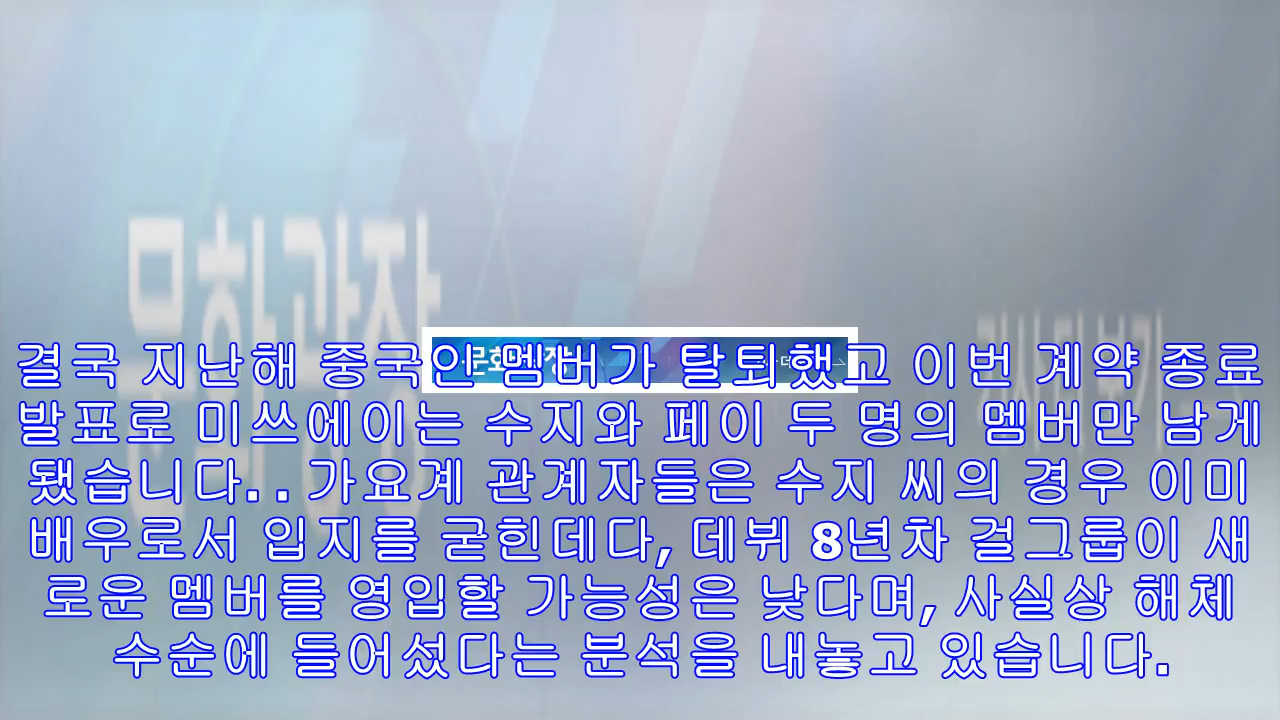 문화광장
결국 지난해 중국인 멤버가 탈퇴했고 이번 계약 종료
발표로 미쓰에이는 수지와 페이 두 명의 멤버만 남게
됐습니다. . 가요계 관계자들은 수지 씨의 경우 이미
배우로서 입지를 굳힌데다, 데뷔 8년차 걸그룹이 새
로운 멤버를 영입할 가능성은 낮다며, 사실상 해체
수순에 들어섰다는 분석을 내놓고 있습니다.